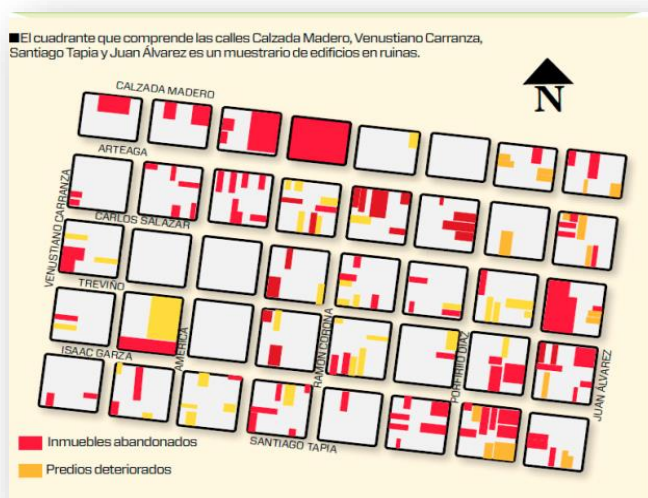 ■El cuadrante que comprende las calles Calzada Madero, Venustiano Carranza,
Santiago Tapia y Juan Álvarez es un muestrario de edificios en ruinas.
N
CALZADA MADERO
ARTEAGA
VENUSTIANO CARRANZA
CARLOS SALAZAR
TREVIÑO
ISAAC GARZA
AMÉRICA
RAMÓN CORONA
PORFIRIO DÍAZ
JUAN ÁLVAREZ
SANTIAGO TAPIA
Inmuebles abandonados
Predios deteriorados